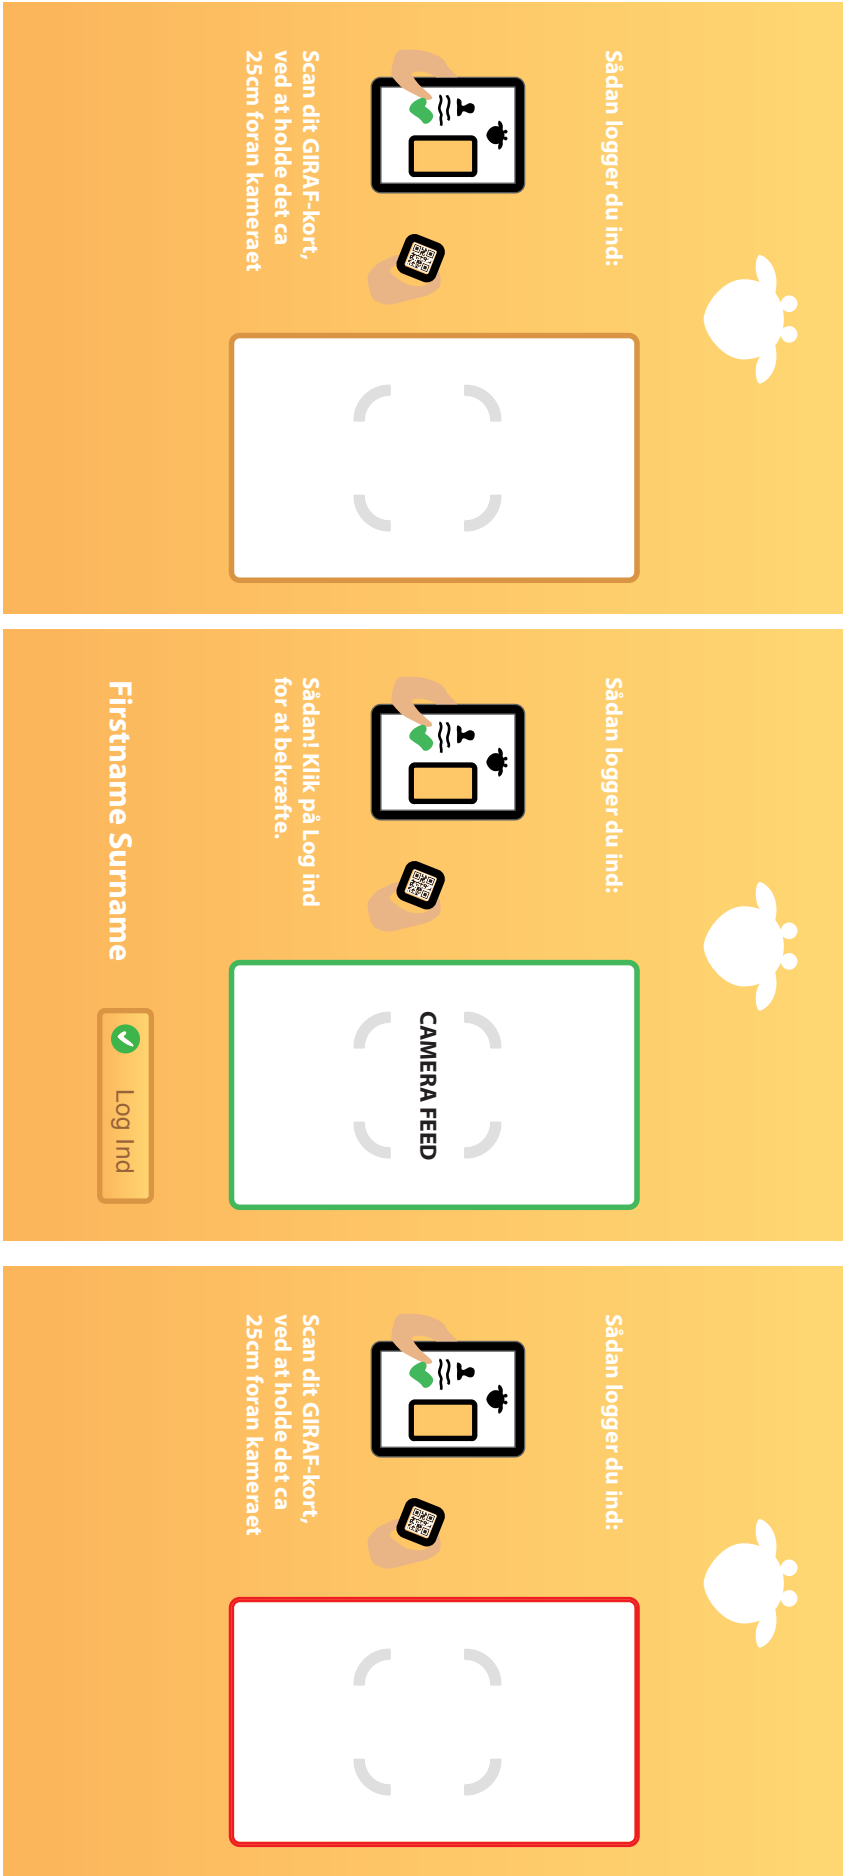 Sådan logger du ind:
Scan dit GIRAF-kort,
ved at holde det ca
25cm foran kameraet
Sådan logger du ind:
Sådan! Klik på Log ind
for at bekræfte.
CAMERA FEED
Firstname Surname
Log Ind
Sådan logger du ind:
Scan dit GIRAF-kort,
ved at holde det ca
25cm foran kameraet